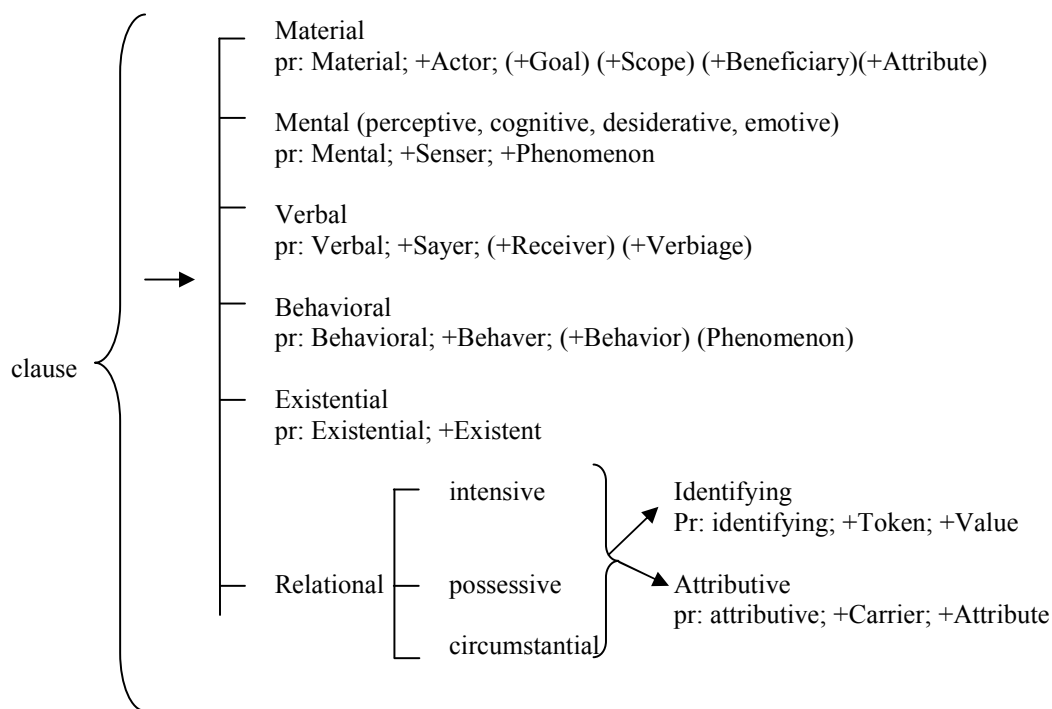 Material
pr: Material; +Actor; (+Goal) (+Scope) (+Beneficiary)(+Attribute)
Mental (perceptive, cognitive, desiderative, emotive)
pr: Mental; +Senser; +Phenomenon
Verbal
pr: Verbal; +Sayer; (+Receiver) (+Verbiage)
Behavioral
pr: Behavioral; +Behaver; (+Behavior) (Phenomenon)
clause
Existential
pr: Existential; +Existent
intensive
Identifying
Pr: identifying; +Token; +Value
Relational
possessive
Attributive
pr: attributive; +Carrier; +Attribute
circumstantial